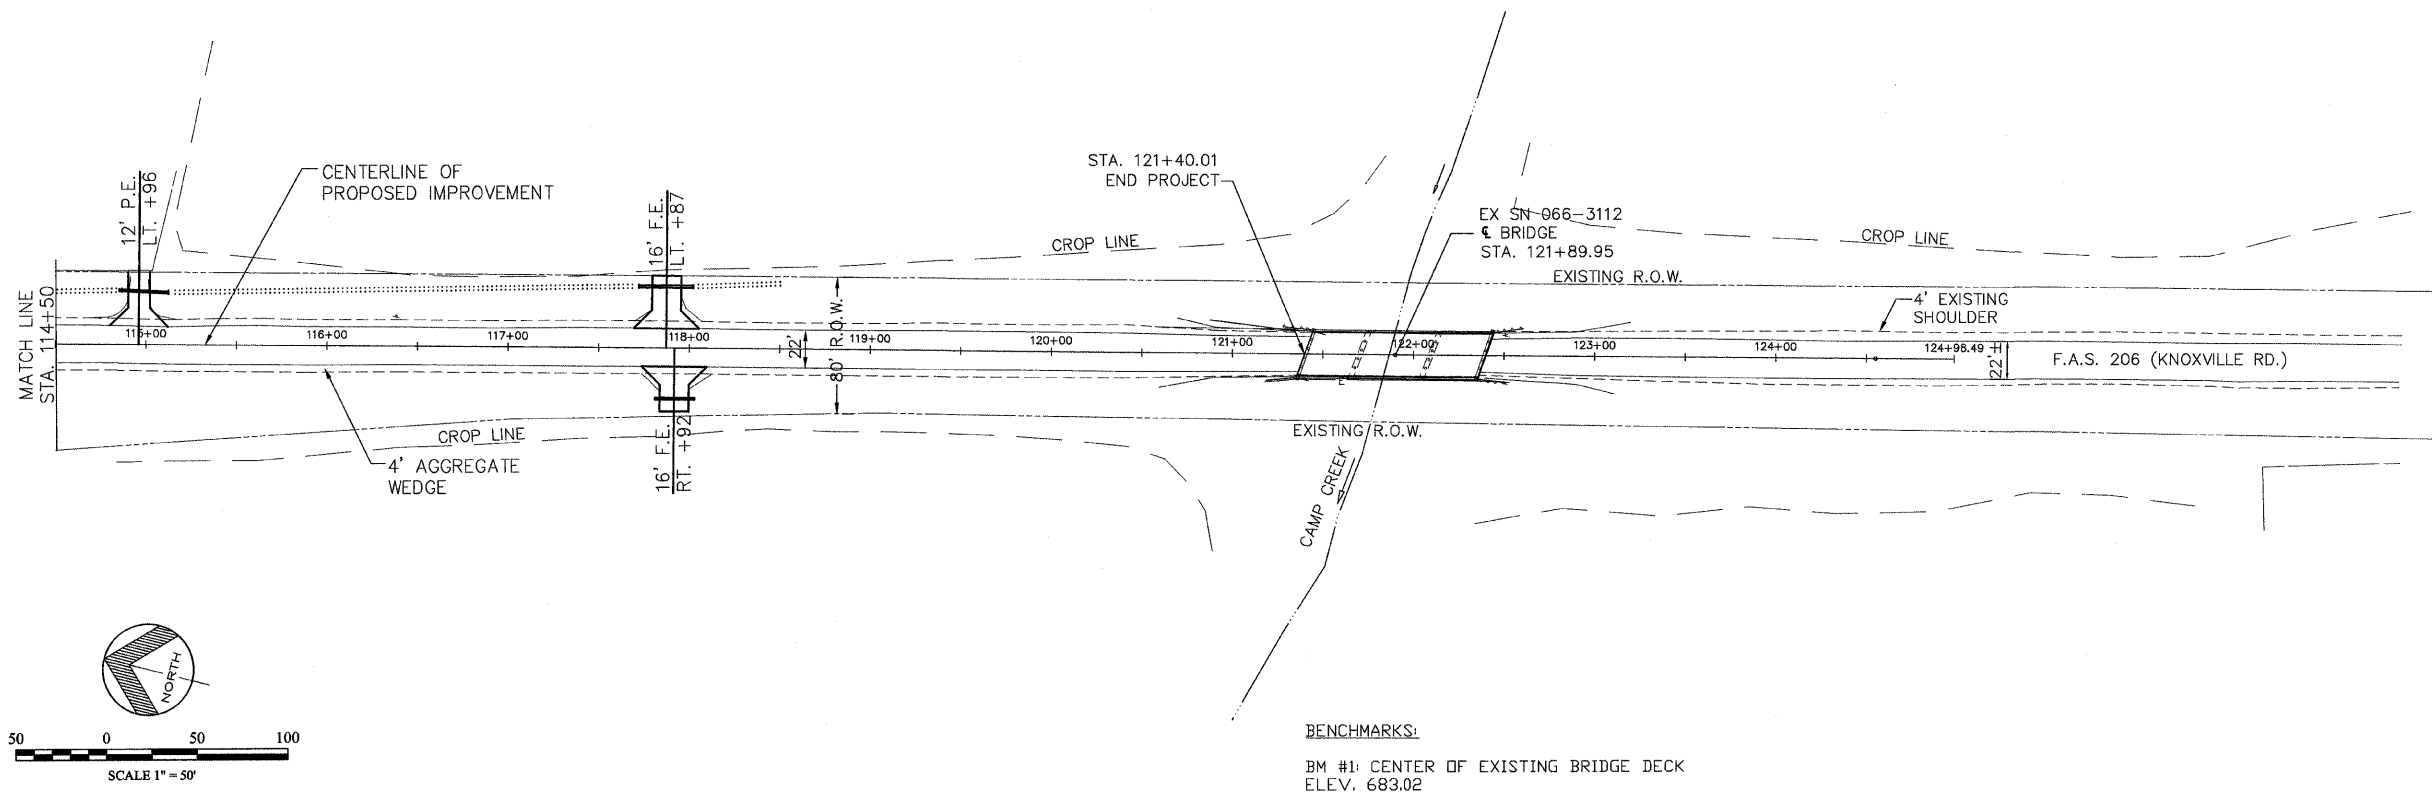 12' P.E.
LT. +96
CENTERLINE OF
PROPOSED IMPROVEMENT
16' F.E.
LT. +87
CROP LINE
STA. 121+40.01
END PROJECT
EX SN 066-3112
℄ BRIDGE
STA. 121+89.95
CROP LINE
EXISTING R.O.W.
4' EXISTING
SHOULDER
MATCH LINE
STA. 114+50
115+00
116+00
117+00
118+00
22'
80' R.O.W.
119+00
120+00
121+00
122+00
123+00
124+00
124+98.49
22'
F.A.S. 206 (KNOXVILLE RD.)
E
16' F.E.
RT. +92
CROP LINE
4' AGGREGATE
WEDGE
EXISTING R.O.W.
CAMP CREEK
NORTH
50 0 50 100
SCALE 1" = 50'
BENCHMARKS:
BM #1: CENTER OF EXISTING BRIDGE DECK
ELEV. 683.02